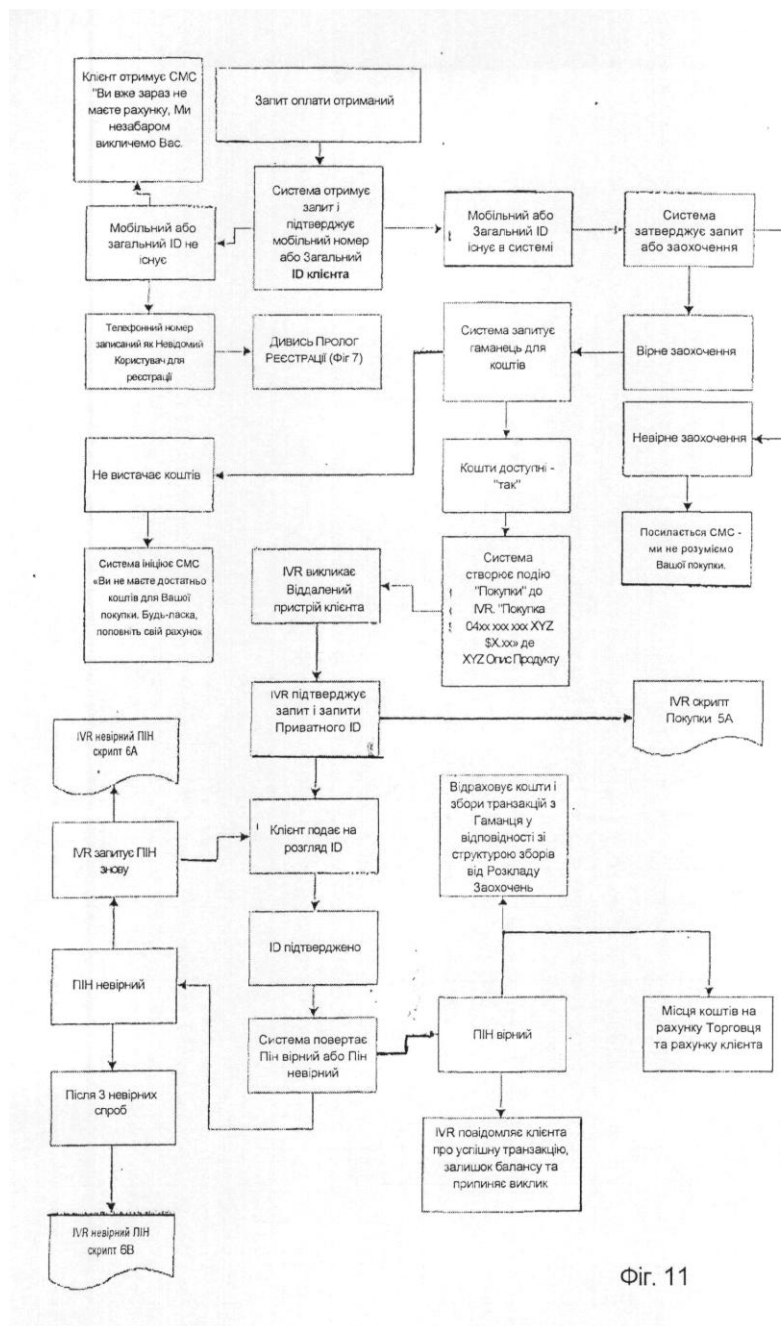 Клієнт отримує СМС
"Ви вже зараз не
маєте рахунку, Ми
незабаром
викличемо Вас.
Запит оплати отриманий
Система отримує
запит і
підтверджує
мобільний номер
або Загальний
ID клієнта
Мобільний або
загальний ID не
існує
Мобільний або
Загальний ID
існує в системі
Система
затверджує запит
або заохочення
Телефонний номер
записаний як Невідомий
Користувач для
реєстрації
Дивись Пролог
Реєстрації (Фіг 7)
Система запитує
гаманець для
коштів
Вірне заохочення
Невірне заохочення
Не вистачає коштів
Кошти доступні -
"так"
Посилається СМС -
ми не розуміємо
Вашої покупки.
Система ініціює СМС
«Ви не маєте достатньо
коштів для Вашої
покупки. Будь-ласка,
поповніть свій рахунок
IVR викликає
Віддалений
пристрій клієнта
Система
створює подію
"Покупки" до
IVR. "Покупка
04xx xxx xxx XYZ
$X.xx» де
XYZ Опис Продукту
IVR підтверджує
запит і запити
Приватного ID
IVR скрипт
Покупки 5А
IVR невірний ПІН
скрипт 6А
Відраховує кошти і
збори транзакцій з
Гаманця у
відповідності зі
структурою зборів
від Розкладу
Заохочень
IVR запитує ПІН
знову
Клієнт подає на
розгляд ID
ID підтверджено
ПІН невірний
Система повертає
Пін вірний або Пін
невірний
ПІН вірний
Місця коштів на
рахунку Торговця
та рахунку клієнта
Після 3 невірних
спроб
IVR повідомляє клієнта
про успішну транзакцію,
залишок балансу та
припиняє виклик
IVR невірний ПІН
скрипт 6В
Фіг. 11